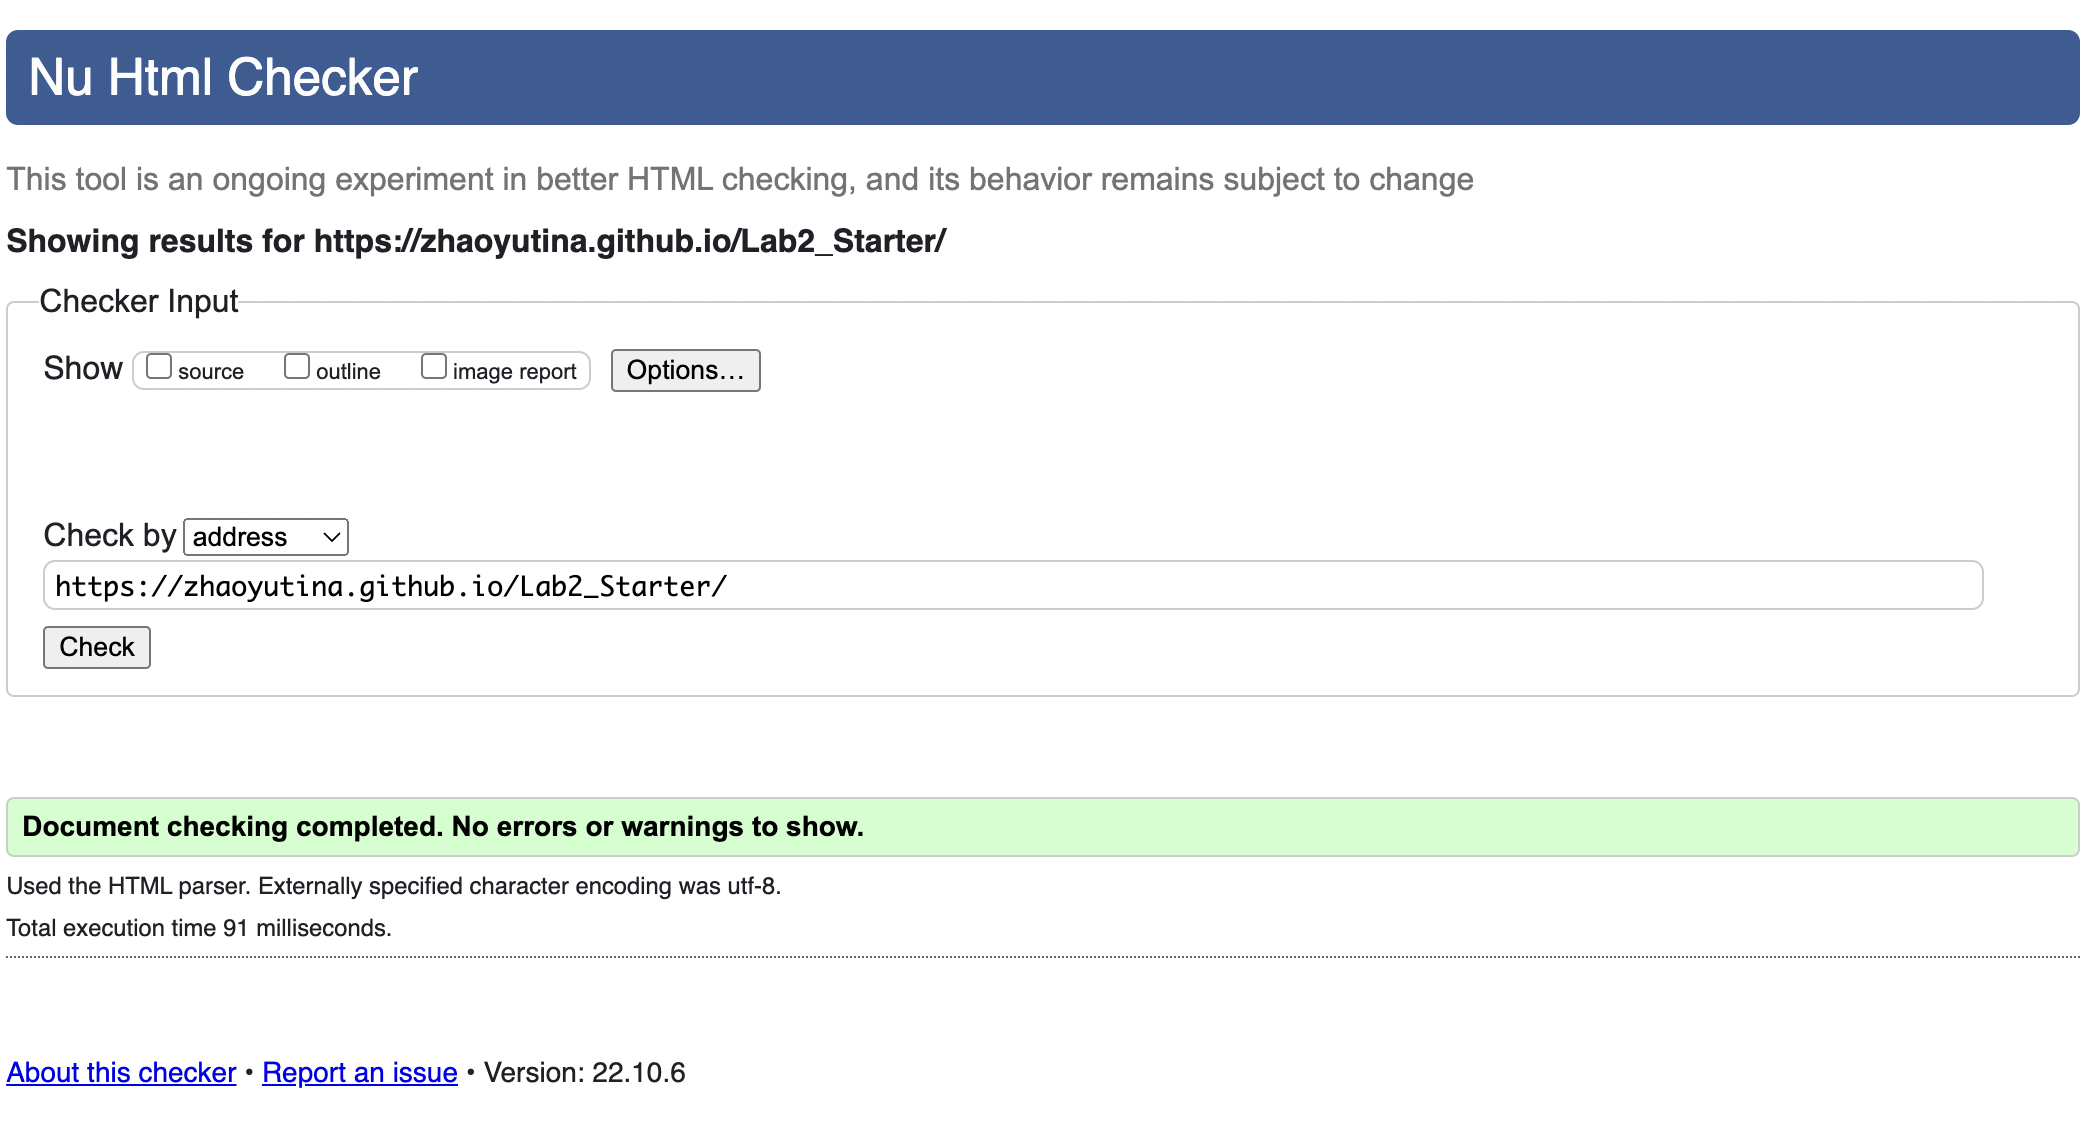 Nu Html Checker
This tool is an ongoing experiment in better HTML checking, and its behavior remains subject to change
Showing results for https://zhaoyutina.github.io/Lab2_Starter/
Checker Input
Show source outline image report Options...
Check by address
https://zhaoyutina.github.io/Lab2_Starter/
Check
Document checking completed. No errors or warnings to show.
Used the HTML parser. Externally specified character encoding was utf-8.
Total execution time 91 milliseconds.
About this checker • Report an issue • Version: 22.10.6